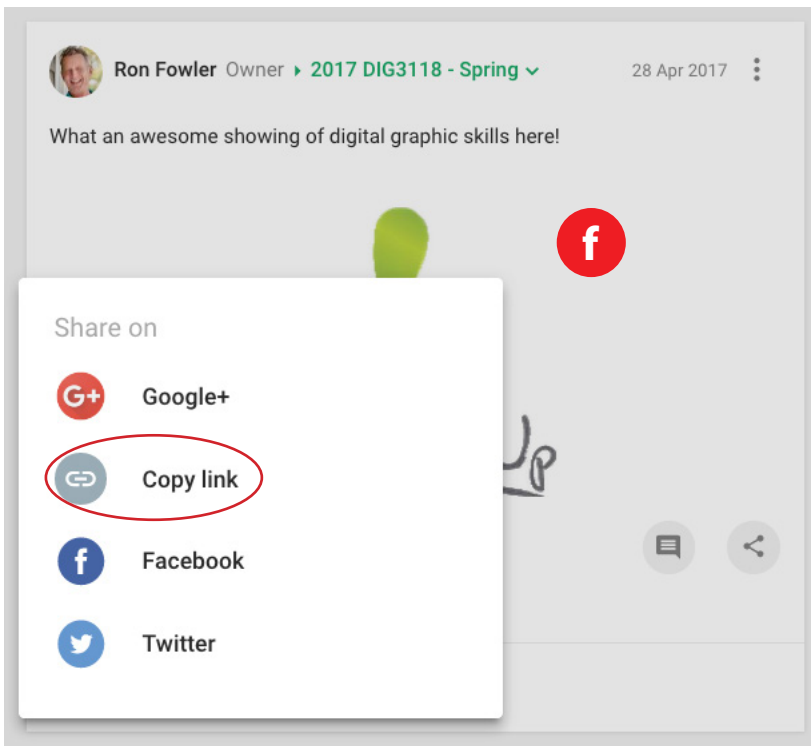 Ron Fowler Owner ▸ 2017 DIG3118 - Spring
28 Apr 2017
What an awesome showing of digital graphic skills here!
f
Share on
G+ Google+
Copy link
f Facebook
Twitter
Up